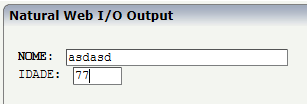 Natural Web I/O Output
NOME: asdasd
IDADE: 77